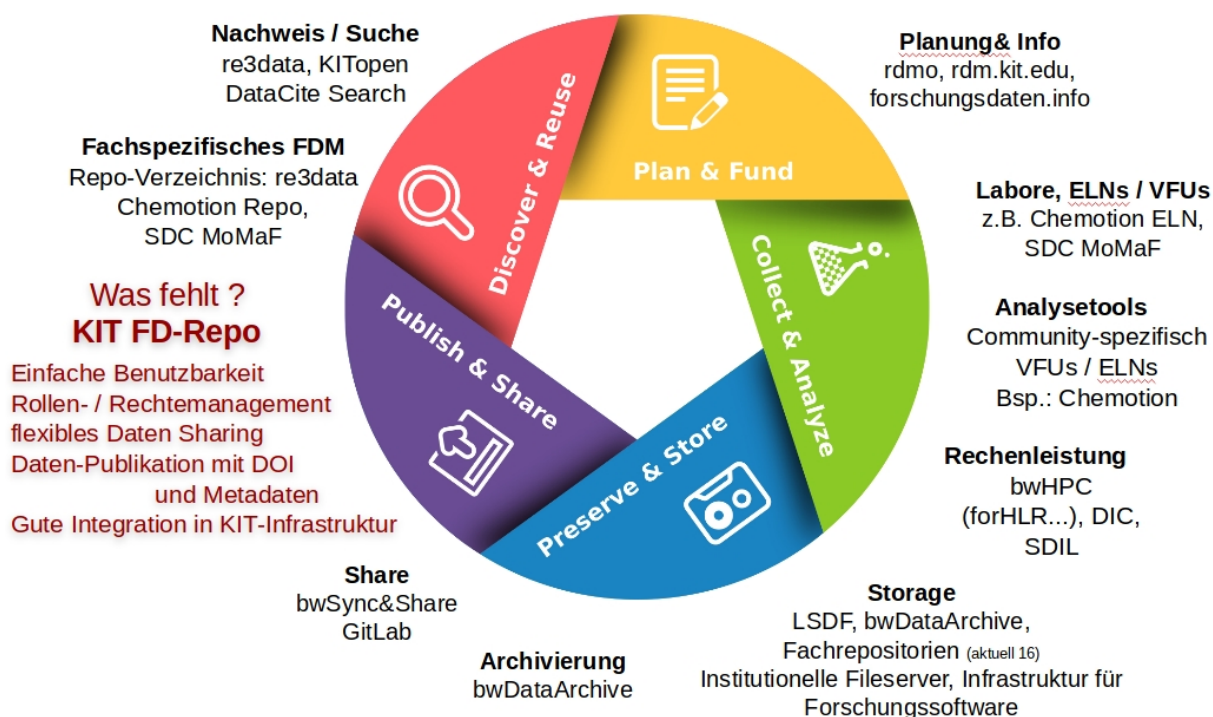 Nachweis / Suche
re3data, KITopen
DataCite Search
Fachspezifisches FDM
Repo-Verzeichnis: re3data
Chemotion Repo,
SDC MoMaF
Was fehlt ?
KIT FD-Repo
Einfache Benutzbarkeit
Rollen- / Rechtemanagement
flexibles Daten Sharing
Daten-Publikation mit DOI
und Metadaten
Gute Integration in KIT-Infrastruktur
Discover & Reuse
Plan & Fund
Collect & Analyze
Preserve & Store
Publish & Share
Planung& Info
rdmo, rdm.kit.edu,
forschungsdaten.info
Labore, ELNs / VFUs
z.B. Chemotion ELN,
SDC MoMaF
Analysetools
Community-spezifisch
VFUs / ELNs
Bsp.: Chemotion
Rechenleistung
bwHPC
(forHLR...), DIC,
SDIL
Storage
LSDF, bwDataArchive,
Fachrepositorien (aktuell 16)
Institutionelle Fileserver, Infrastruktur für
Forschungssoftware
Share
bwSync&Share
GitLab
Archivierung
bwDataArchive